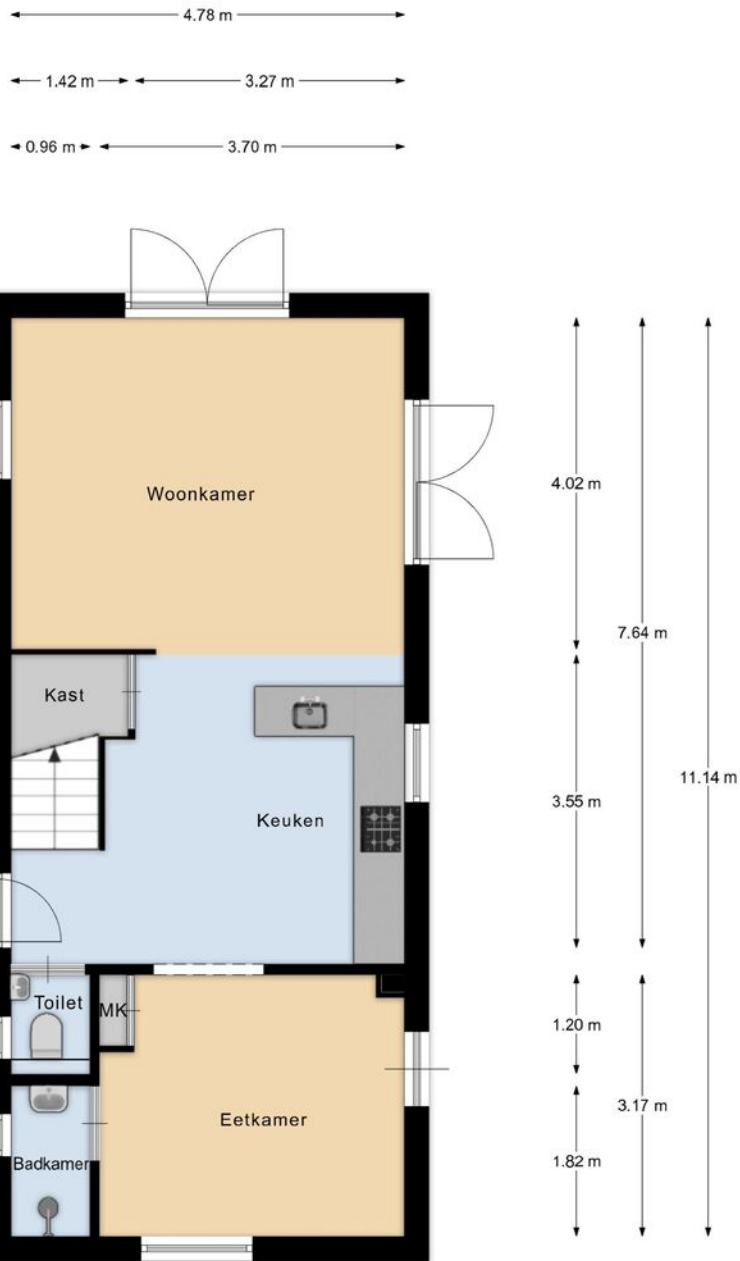 4.78 m
1.42 m 3.27 m
0.96 m 3.70 m
Woonkamer
4.02 m
7.64 m
Kast
11.14 m
3.55 m
Keuken
Toilet
MK
1.20 m
3.17 m
Eetkamer
1.82 m
Badkamer